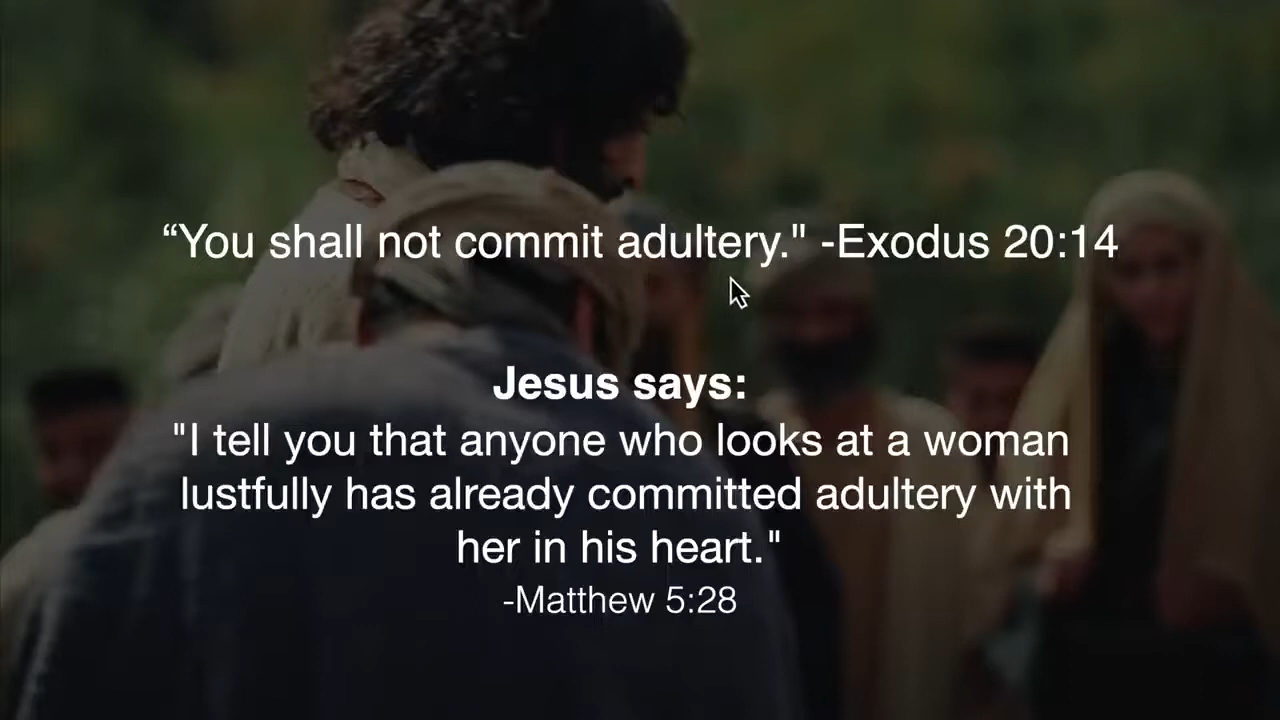 “You shall not commit adultery." -Exodus 20:14
Jesus says:
"I tell you that anyone who looks at a woman
lustfully has already committed adultery with
her in his heart."
-Matthew 5:28